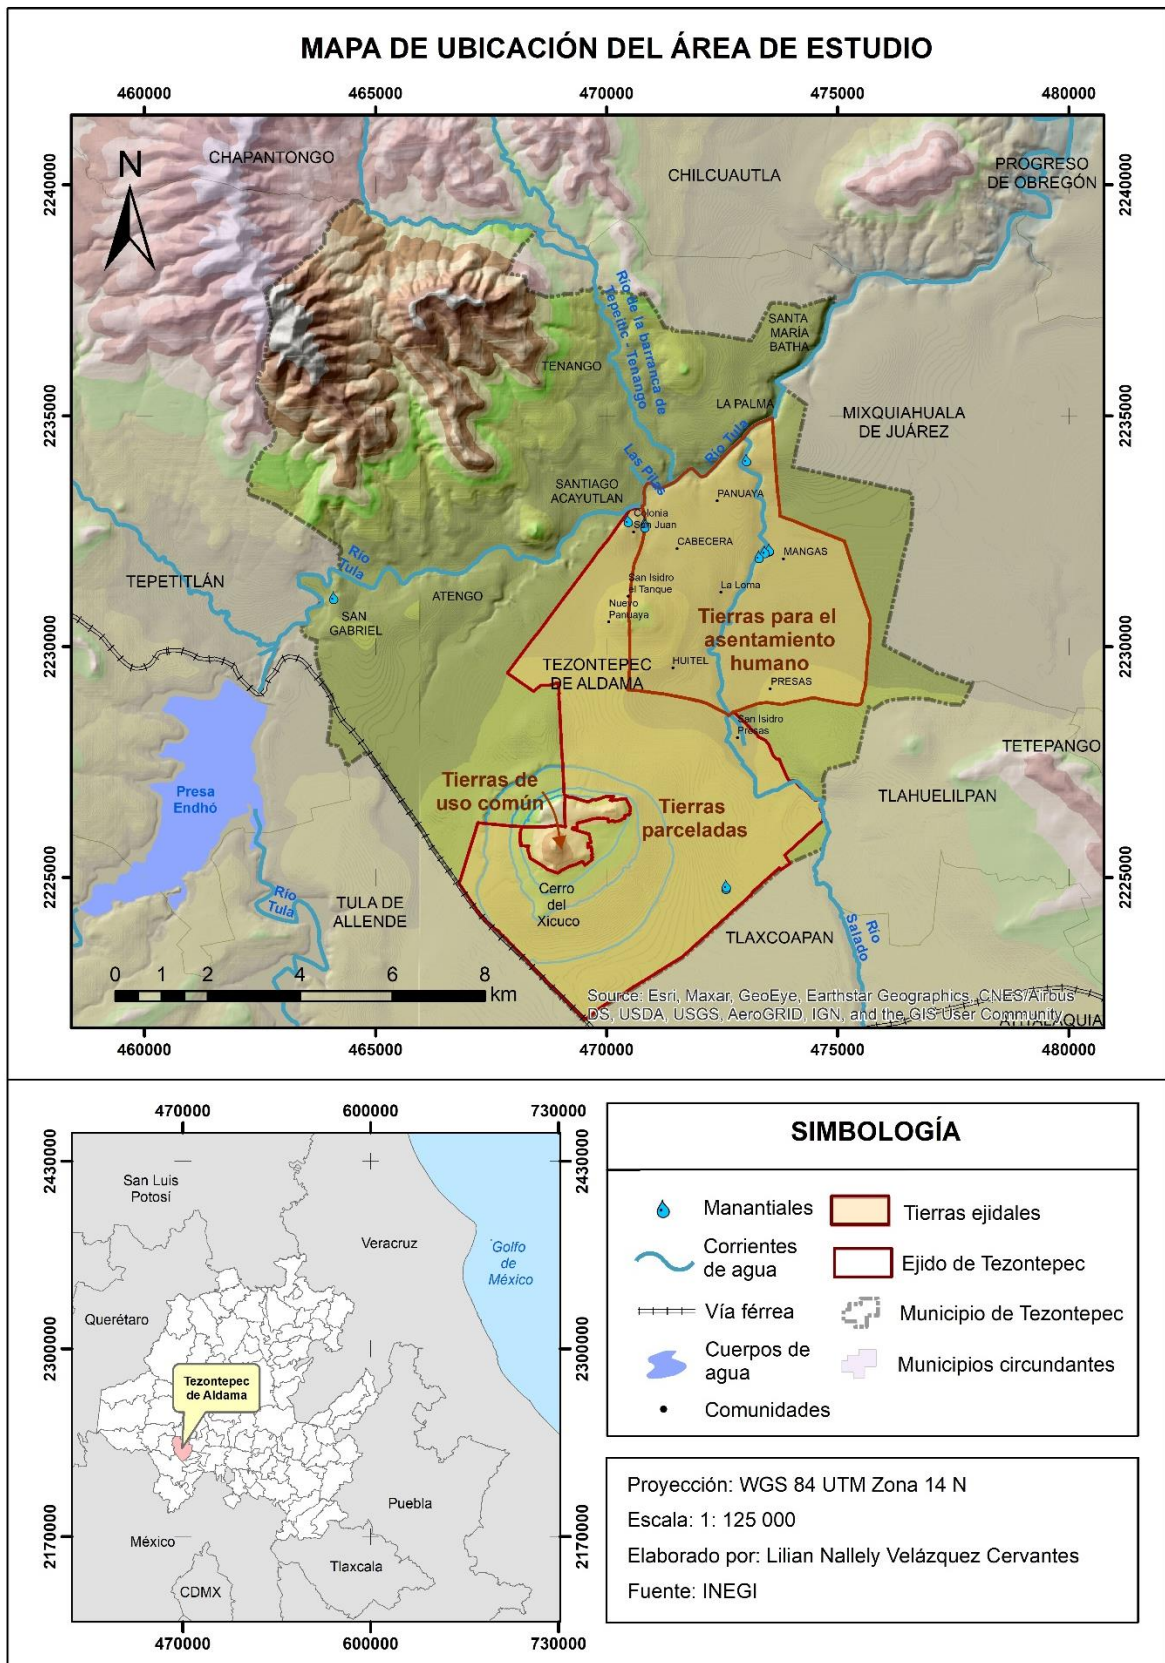 MAPA DE UBICACIÓN DEL ÁREA DE ESTUDIO
460000
465000
470000
475000
480000
2240000
2235000
2230000
2225000
2240000
2235000
2230000
2225000
N
CHAPANTONGO
CHILCUAUTLA
PROGRESO
DE OBREGÓN
Río de la barranca de
Tepeitic - Tenango
SANTA
MARÍA
BATHA
TENANGO
LA PALMA
MIXQUIAHUALA
DE JUÁREZ
Río Tula
Las Pilas
SANTIAGO
ACAYUTLAN
PANUAYA
Colonia
San Juan
CABECERA
MANGAS
Río
Tula
TEPETITLÁN
ATENGO
San Isidro
el Tanque
La Loma
Nuevo
Panuaya
SAN
GABRIEL
Tierras para el
asentamiento
humano
TEZONTEPEC
DE ALDAMA
HUITEL
PRESAS
San Isidro
Presas
TETEPANGO
Presa
Endhó
Tierras de
uso común
Tierras
parceladas
TLAHUELILPAN
Río
Tula
TULA DE
ALLENDE
Cerro
del
Xicuco
TLAXCOAPAN
Río
Salado
0 1 2 4 6 8
km
Source: Esri, Maxar, GeoEye, Earthstar Geographics, CNES/Airbus
DS, USDA, USGS, AeroGRID, IGN, and the GIS User Community
ATITALAQUIA
460000
465000
470000
475000
480000
470000
600000
730000
2430000
2300000
2170000
2430000
2300000
2170000
San Luis
Potosí
Veracruz
Golfo
de
México
Querétaro
Tezontepec
de Aldama
Puebla
México
Tlaxcala
CDMX
470000
600000
730000
SIMBOLOGÍA
Manantiales
Tierras ejidales
Corrientes
de agua
Ejido de Tezontepec
Vía férrea
Municipio de Tezontepec
Cuerpos de
agua
Municipios circundantes
Comunidades
Proyección: WGS 84 UTM Zona 14 N
Escala: 1: 125 000
Elaborado por: Lilian Nallely Velázquez Cervantes
Fuente: INEGI